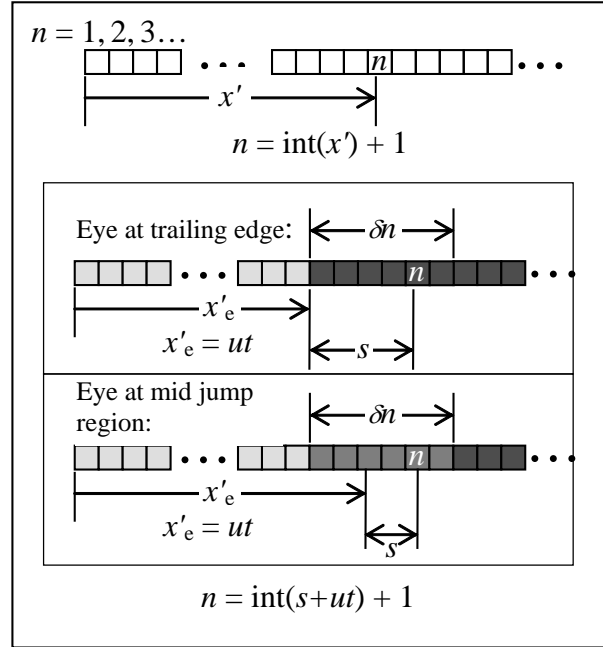 n = 1, 2, 3…
n
x′
n = int(x′) + 1
Eye at trailing edge:
δn
n
x′e
x′e = ut
s
Eye at mid jump
region:
δn
n
x′e
x′e = ut
s
n = int(s+ut) + 1